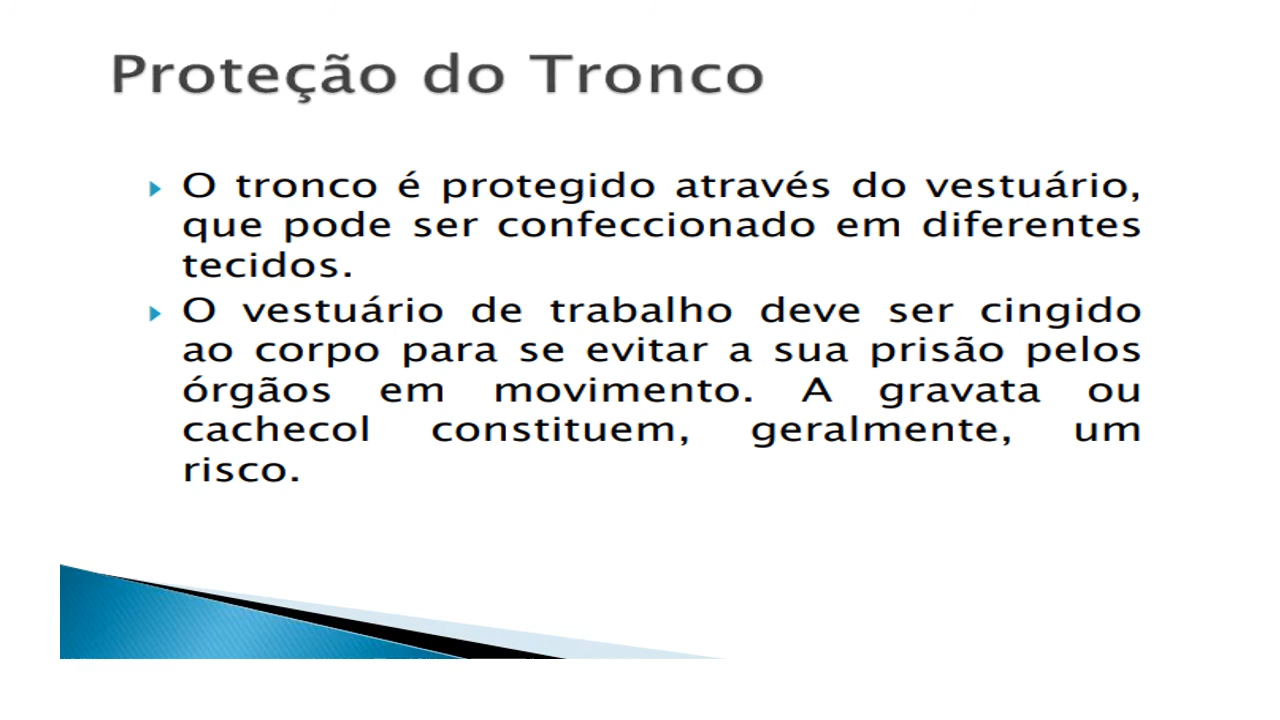 Proteção do Tronco
O tronco é protegido através do vestuário,
que pode ser confeccionado em diferentes
tecidos.
O vestuário de trabalho deve ser cingido
ao corpo para se evitar a sua prisão pelos
órgãos em movimento. A gravata ou
cachecol constituem, geralmente, um
risco.